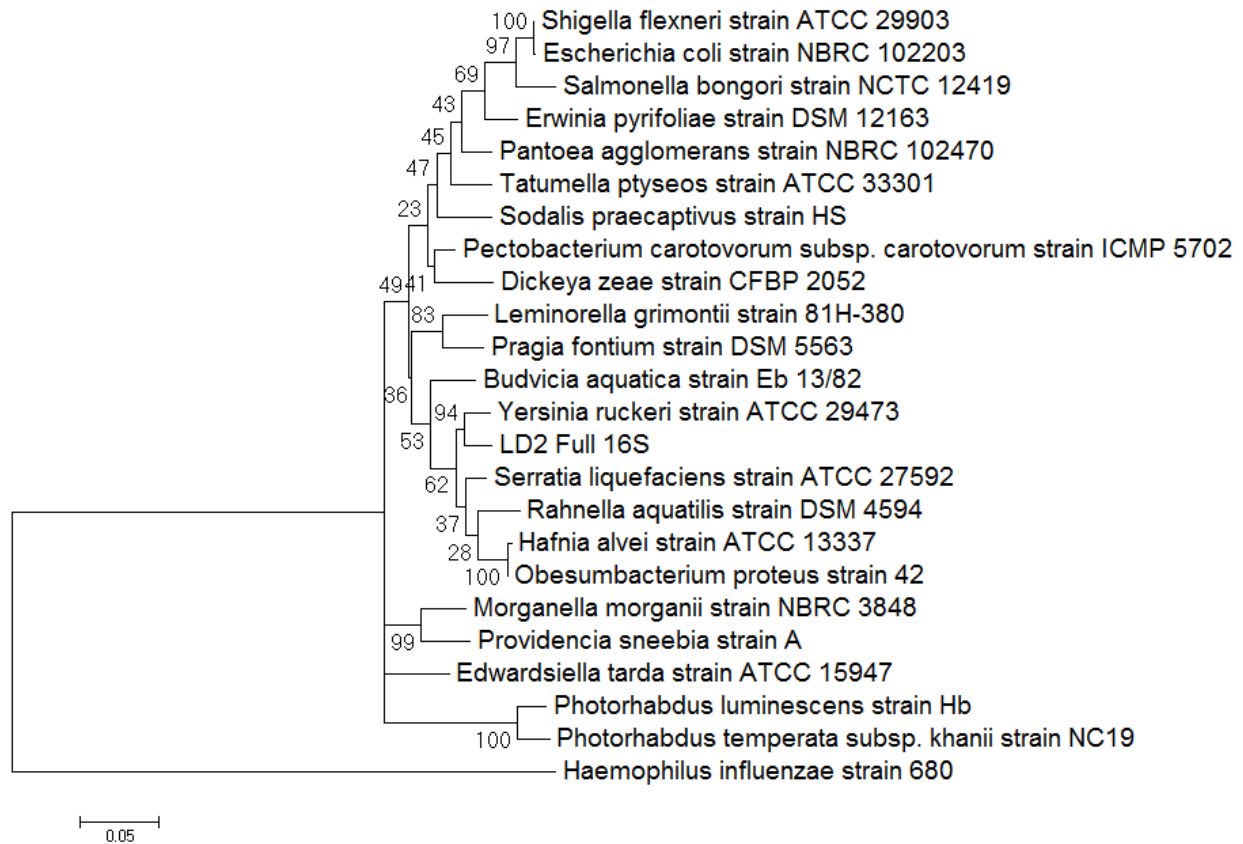 100 Shigella flexneri strain ATCC 29903
97 Escherichia coli strain NBRC 102203
69 Salmonella bongori strain NCTC 12419
43 Erwinia pyrifoliae strain DSM 12163
45 Pantoea agglomerans strain NBRC 102470
47 Tatumella ptyseos strain ATCC 33301
23 Sodalis praecaptivus strain HS
Pectobacterium carotovorum subsp. carotovorum strain ICMP 5702
49 41 Dickeya zeae strain CFBP 2052
83 Leminorella grimontii strain 81H-380
Pragia fontium strain DSM 5563
36 Budvicia aquatica strain Eb 13/82
94 Yersinia ruckeri strain ATCC 29473
53 LD2 Full 16S
62 Serratia liquefaciens strain ATCC 27592
37 Rahnella aquatilis strain DSM 4594
28 Hafnia alvei strain ATCC 13337
100 Obesumbacterium proteus strain 42
Morganella morganii strain NBRC 3848
99 Providencia sneebia strain A
Edwardsiella tarda strain ATCC 15947
Photorhabdus luminescens strain Hb
100 Photorhabdus temperata subsp. khanii strain NC19
Haemophilus influenzae strain 680
0.05